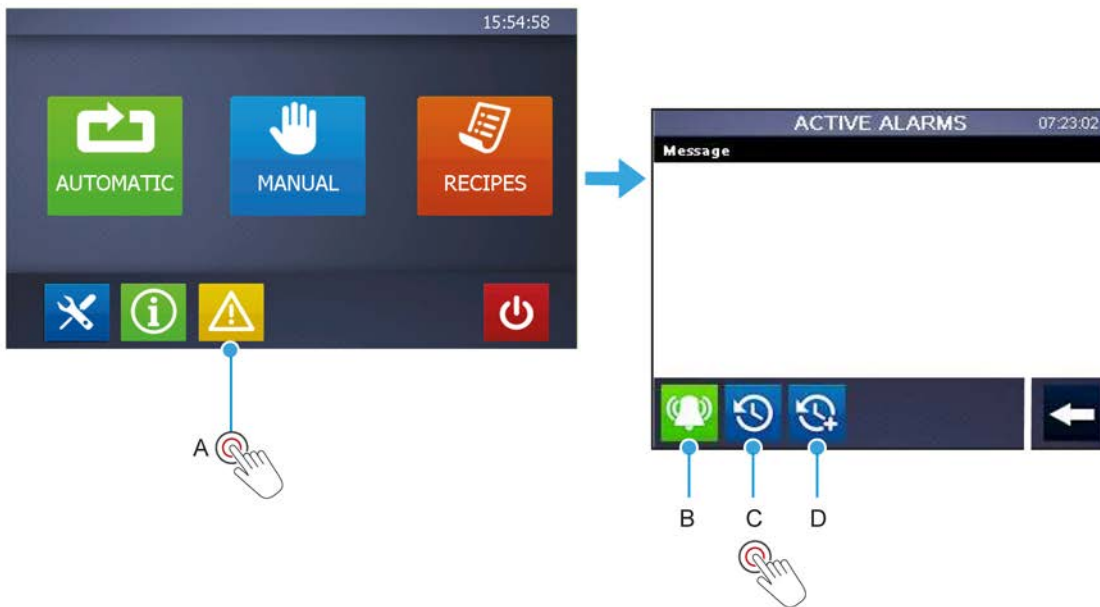 15:54:58
AUTOMATIC
MANUAL
RECIPES
A
ACTIVE ALARMS
07:23:02
Message
B
C
D